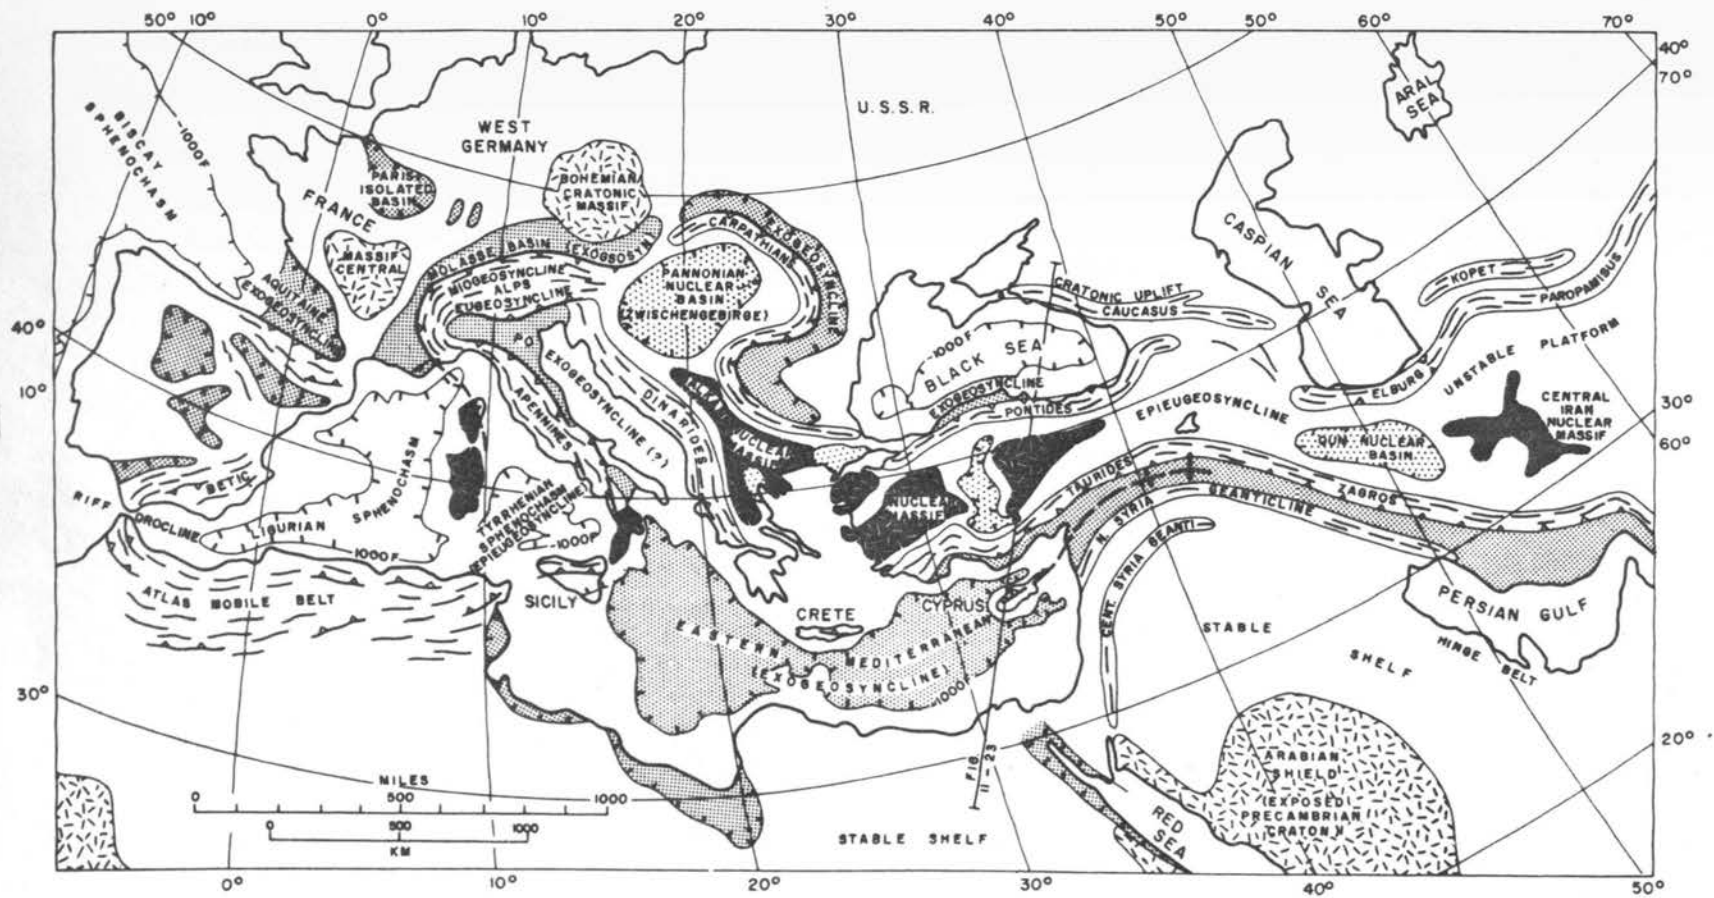 50° 10° 0° 10° 20° 30° 40° 50° 50° 60° 70°
40°
70°
ARAL
SEA
U.S.S.R.
BISCAY
SPHENOCHASM
-1000F
WEST
GERMANY
PARIS
ISOLATED
BASIN
BOHEMIAN
CRATONIC
MASSIF
FRANCE
MASSIF
CENTRAL
MOLASSE BASIN (EXOGSOYN)
CARPATHIANS
EXOGEOSYNCLINE
CASPIAN
SEA
AQUITAINE
EXOGEOSYNCL
MIOGEOSYNCLINE
ALPS
EUGEOSYNCLINE
PANNONIAN
NUCLEAR
BASIN
(ZWISCHENGEBIRGE)
CRATONIC UPLIFT
CAUCASUS
KOPET
PAROPAMISUS
40°
-1000F
BLACK SEA
UNSTABLE PLATFORM
PO EXOGEOSYNCLINE (?)
EXOGEOSYNCLINE
PONTIDES
ELBURG
10°
APENNINES
DINARIDES
NUCLEAR
MASSIF
EPIEUGEOSYNCLINE
CENTRAL
IRAN
NUCLEAR
MASSIF
30°
60°
QUN NUCLEAR
BASIN
BETIC
RIFF OROCLINE
LIGURIAN SPHENOCHASM
1000F
TYRRHENIAN
SPHENOCHASM
(EPIEUGEOSYNCLINE)
-1000F
NUCLEAR
MASSIF
TAURIDES
ZAGROS
N. SYRIA GEANTICLINE
CENT. SYRIA GEANTI
ATLAS MOBILE BELT
SICILY
CRETE
CYPRUS
PERSIAN GULF
EASTERN MEDITERRANEAN
(EXOGEOSYNCLINE)
-1000F
STABLE
SHELF
HINGE BELT
30°
20°
FIG.
11-23
MILES
0 500 1000
0 500 1000
KM
STABLE SHELF
RED
SEA
ARABIAN
SHIELD
(EXPOSED
PRECAMBRIAN
CRATON)
0° 10° 20° 30° 40° 50°